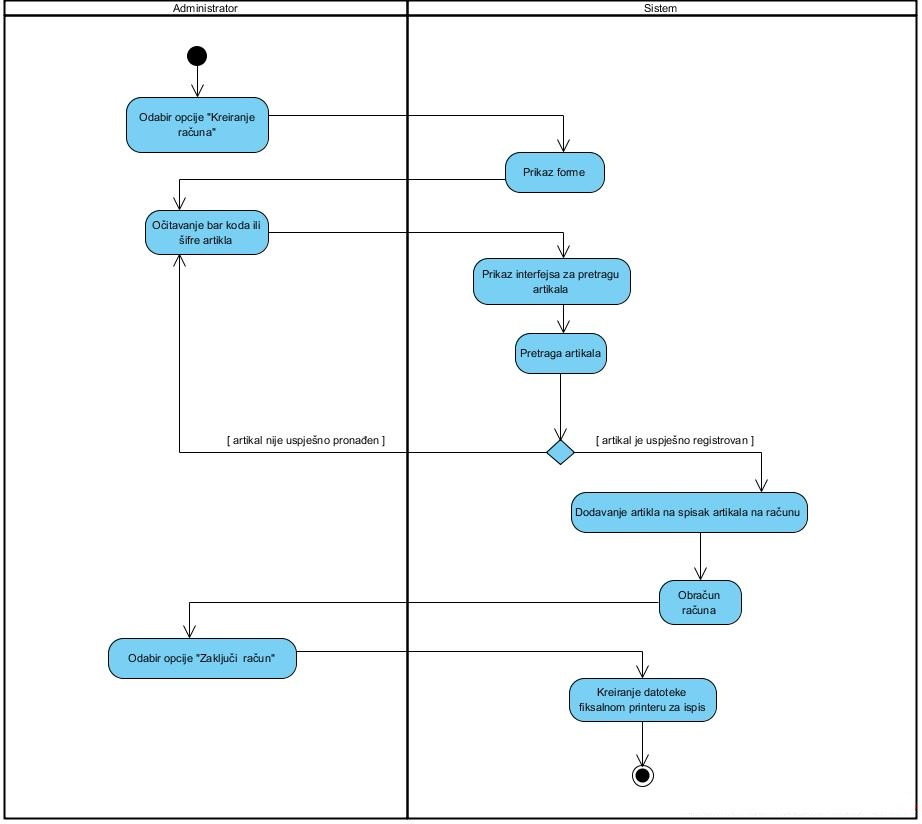 Administrator
Sistem
Odabir opcije "Kreiranje
računa"
Prikaz forme
Očitavanje bar koda ili
šifre artikla
Prikaz interfejsa za pretragu
artikala
Pretraga artikala
[ artikal nije uspješno pronađen ]
[ artikal je uspješno registrovan ]
Dodavanje artikla na spisak artikala na računu
Obračun
računa
Odabir opcije "Zaključi račun"
Kreiranje datoteke
fiksalnom printeru za ispis